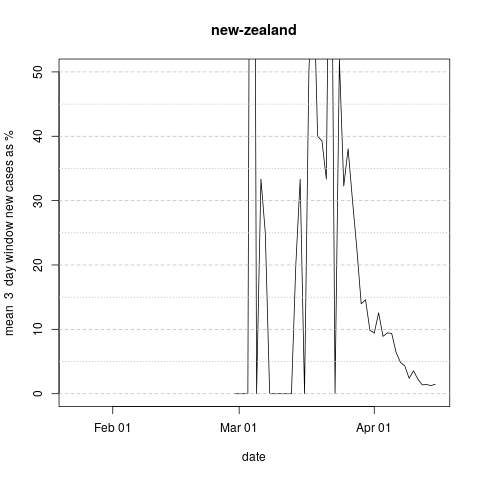 new-zealand
mean 3 day window new cases as %
50
40
30
20
10
0
Feb 01
Mar 01
Apr 01
date